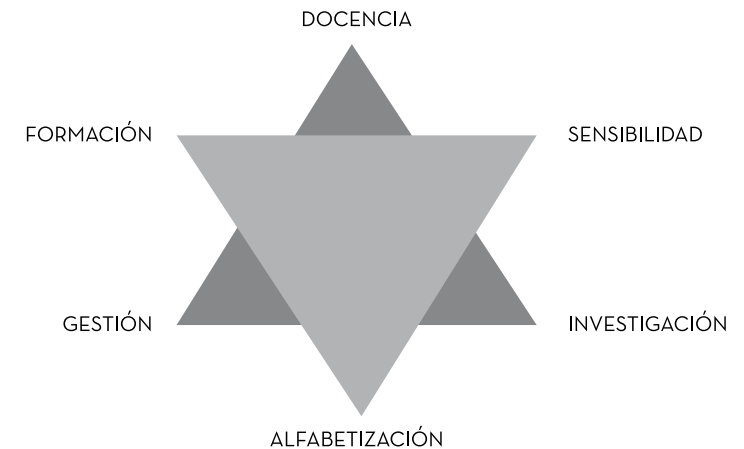 DOCENCIA
FORMACIÓN
SENSIBILIDAD
GESTIÓN
INVESTIGACIÓN
ALFABETIZACIÓN